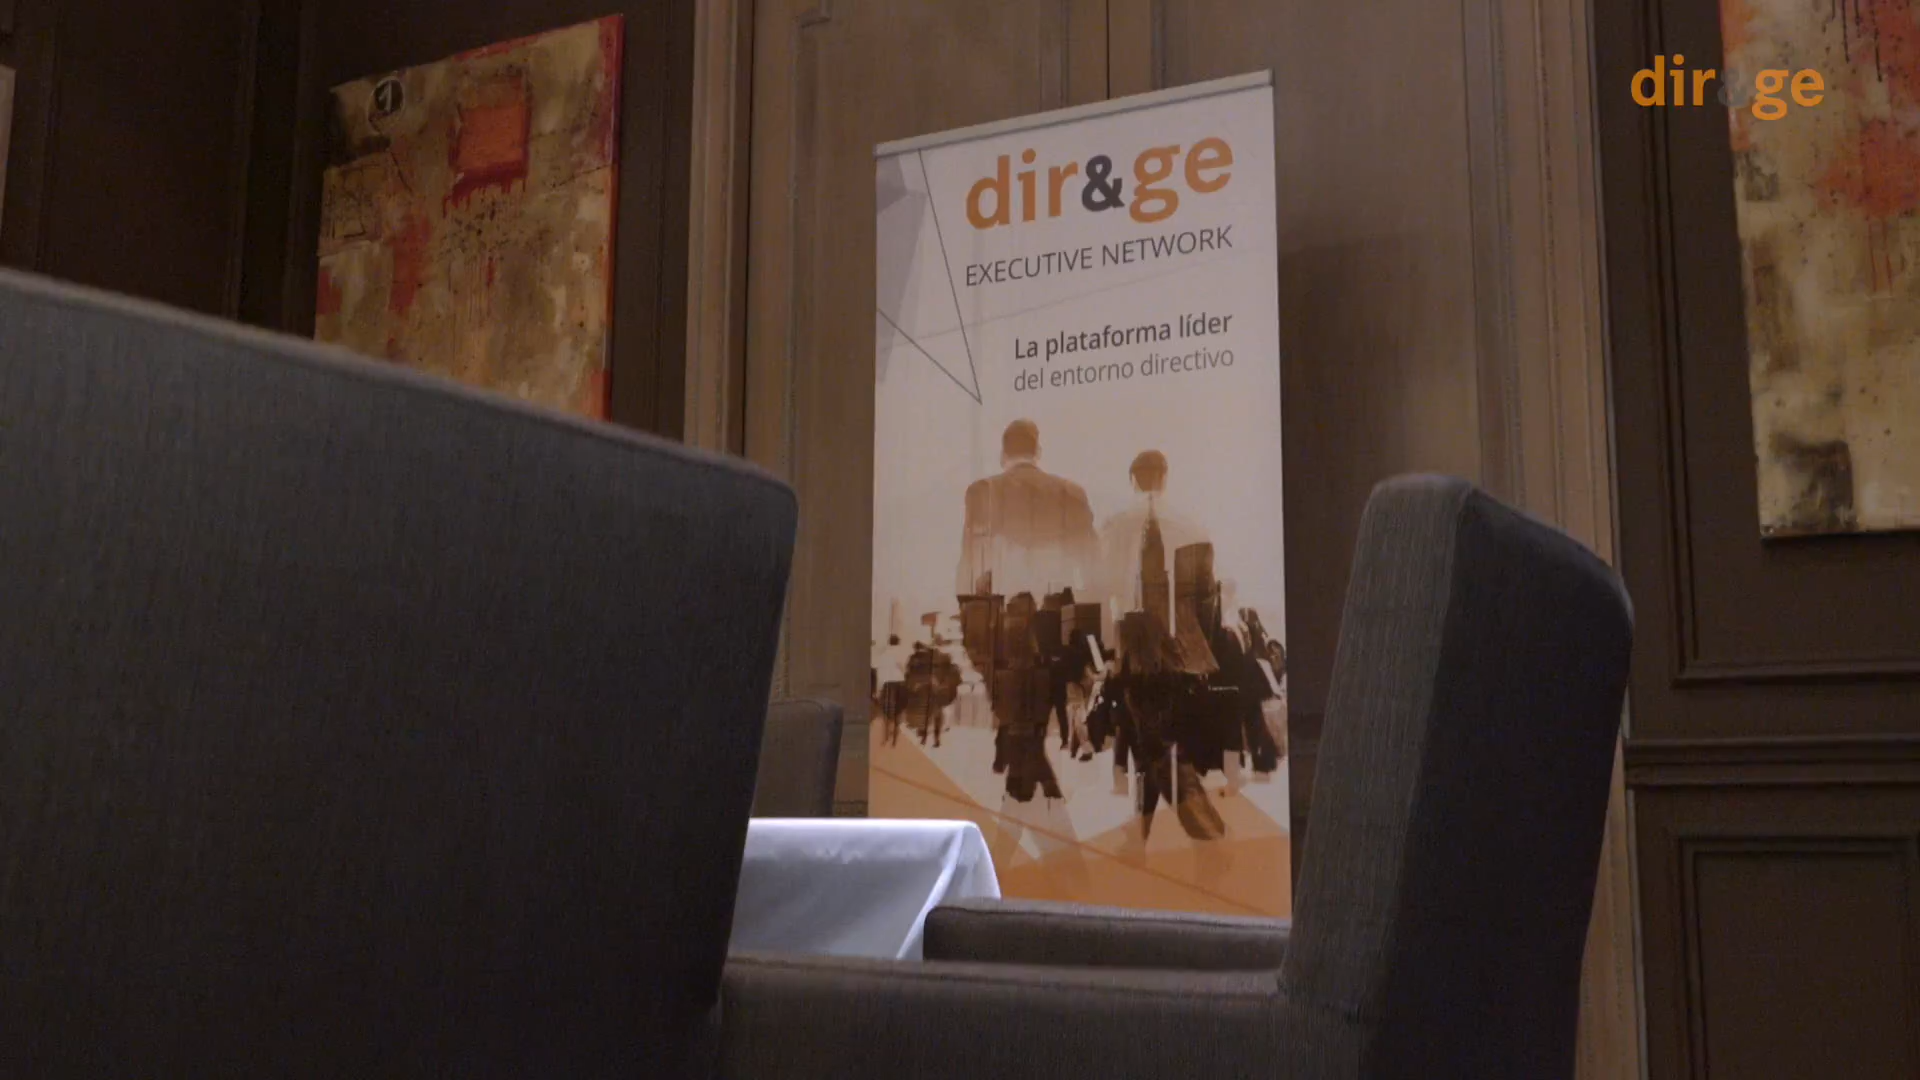 dir&ge
dir&ge
EXECUTIVE NETWORK
La plataforma líder
del entorno directivo